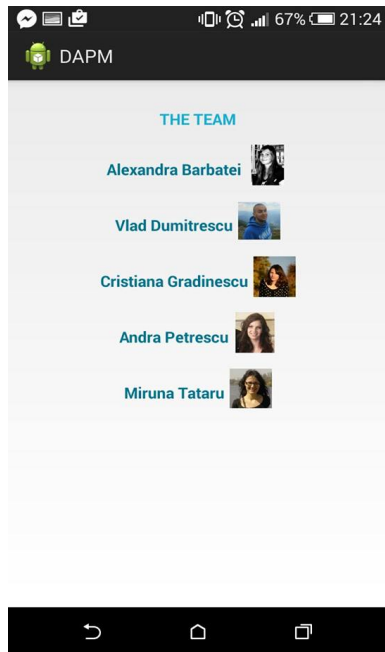 67% 21:24
DAPM
THE TEAM
Alexandra Barbatei
Vlad Dumitrescu
Cristiana Gradinescu
Andra Petrescu
Miruna Tataru